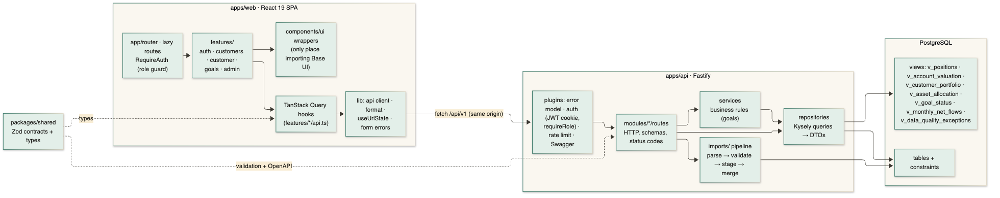 apps/web · React 19 SPA
app/router · lazy
routes
RequireAuth
(role guard)
features/
auth · customers
· customer ·
goals · admin
components/ui
wrappers
(only place
importing Base
UI)
TanStack Query
hooks
(features/*/api.ts)
lib: api client ·
format ·
useUrlState ·
form errors
packages/shared
Zod contracts +
types
types
validation + OpenAPI
fetch /api/v1 (same origin)
apps/api · Fastify
plugins: error
model · auth
(JWT cookie,
requireRole) ·
rate limit ·
Swagger
modules/*/routes
HTTP, schemas,
status codes
services
business rules
(goals)
imports/ pipeline
parse → validate
→ stage →
merge
repositories
Kysely queries
→ DTOs
PostgreSQL
views: v_positions ·
v_account_valuation ·
v_customer_portfolio ·
v_asset_allocation ·
v_goal_status ·
v_monthly_net_flows ·
v_data_quality_exceptions
tables +
constraints